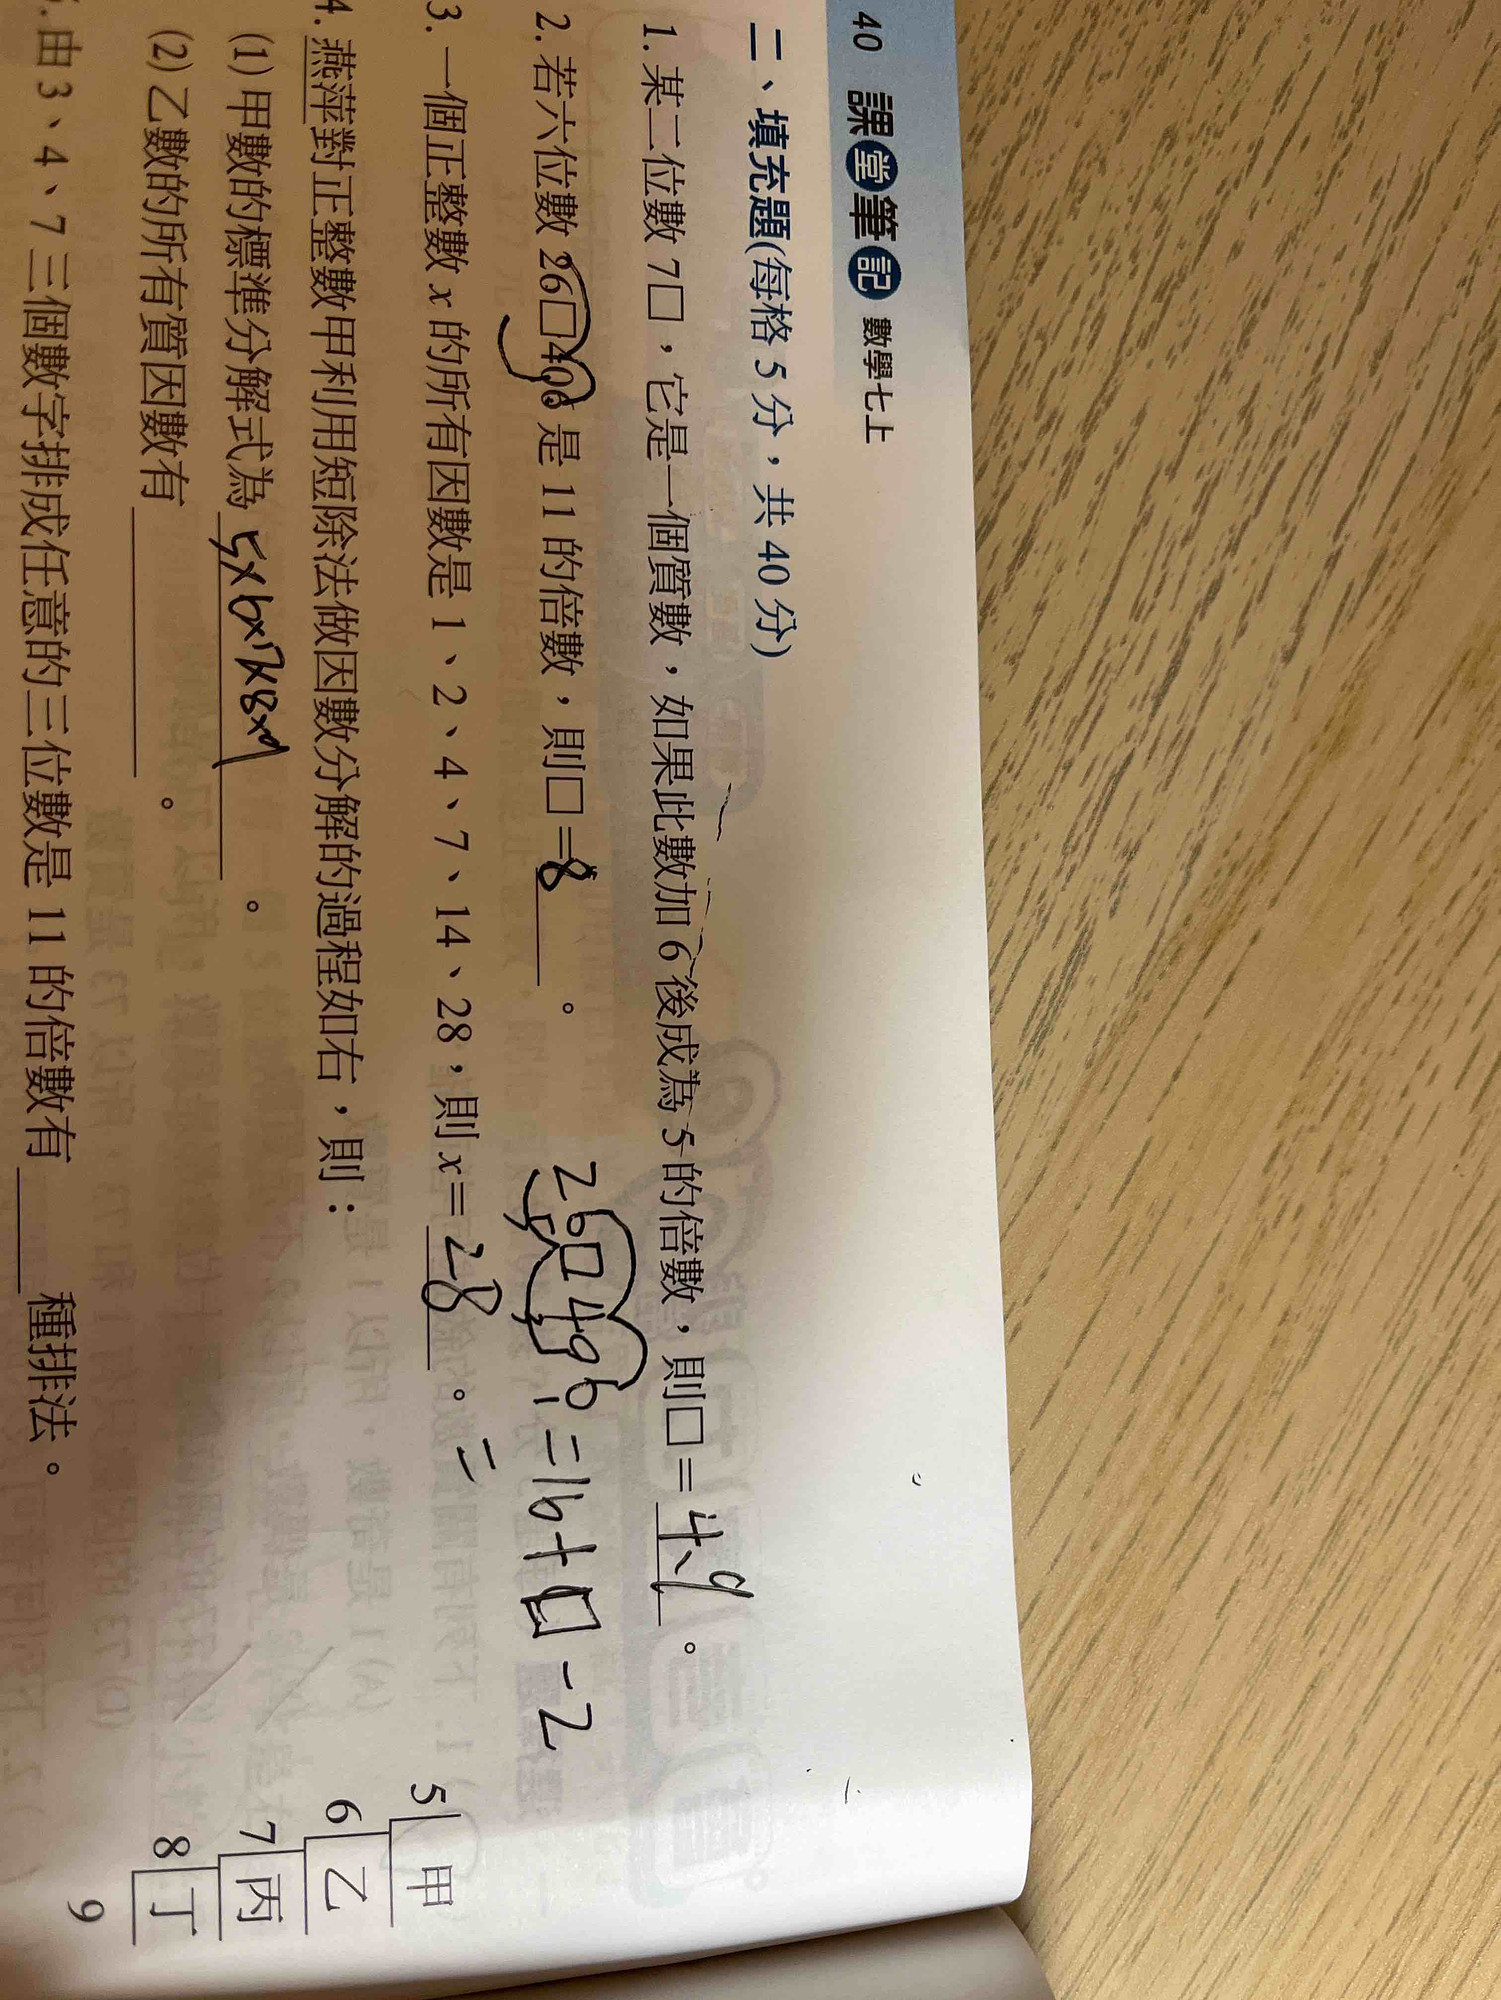 40 課堂筆記 數學七上
二、填充題(每格 5 分,共 40 分)
1. 某二位數 7□,它是一個質數,如果此數加 6 後成為 5 的倍數,則□=4、9。
2. 若六位數 26□496 是 11 的倍數,則□=8。
26□496=16+□-2
3. 一個正整數 x 的所有因數是 1、2、4、7、14、28,則 x=28。
=
4. 燕萍對正整數甲利用短除法做因數分解的過程如右,則:
(1) 甲數的標準分解式為 5×6×7×8×9。
(2) 乙數的所有質因數有。
5 甲
6 乙
7 丙
8 丁
9
.由 3、4、7 三個數字排成任意的三位數是 11 的倍數有 種排法。